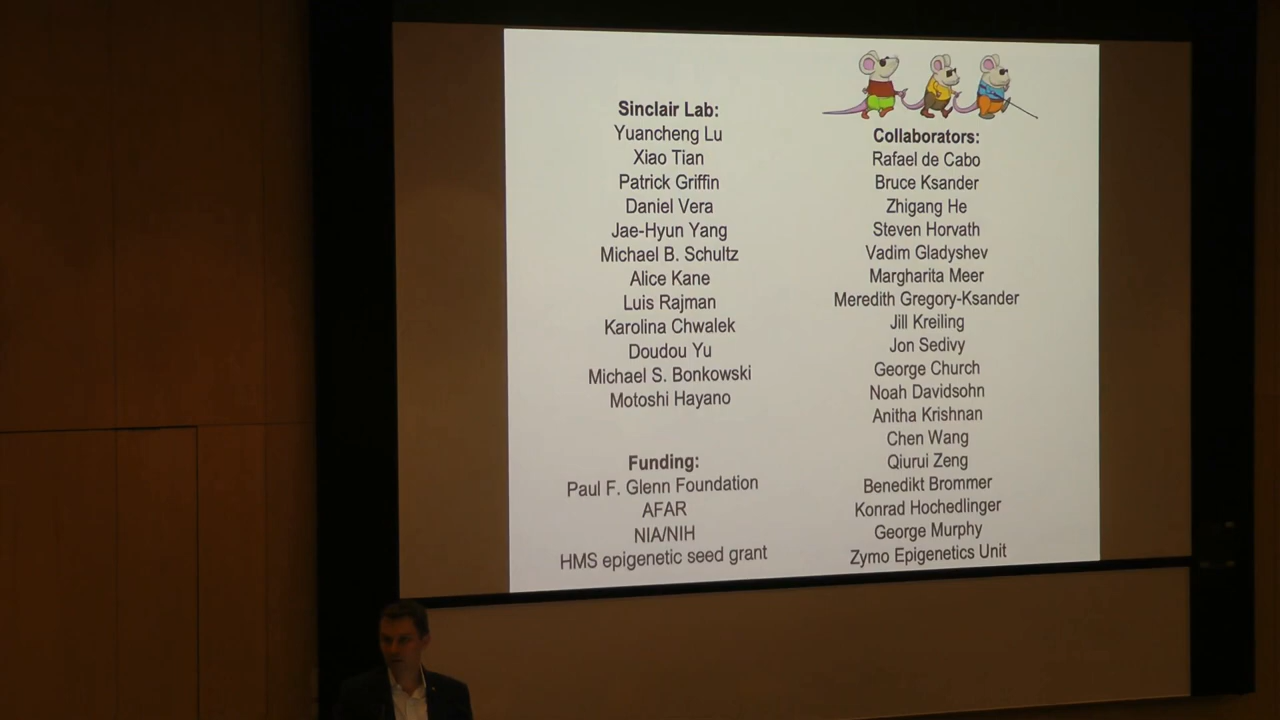 Sinclair Lab:
Yuancheng Lu
Xiao Tian
Patrick Griffin
Daniel Vera
Jae-Hyun Yang
Michael B. Schultz
Alice Kane
Luis Rajman
Karolina Chwalek
Doudou Yu
Michael S. Bonkowski
Motoshi Hayano
Funding:
Paul F. Glenn Foundation
AFAR
NIA/NIH
HMS epigenetic seed grant
Collaborators:
Rafael de Cabo
Bruce Ksander
Zhigang He
Steven Horvath
Vadim Gladyshev
Margharita Meer
Meredith Gregory-Ksander
Jill Kreiling
Jon Sedivy
George Church
Noah Davidsohn
Anitha Krishnan
Chen Wang
Qiurui Zeng
Benedikt Brommer
Konrad Hochedlinger
George Murphy
Zymo Epigenetics Unit